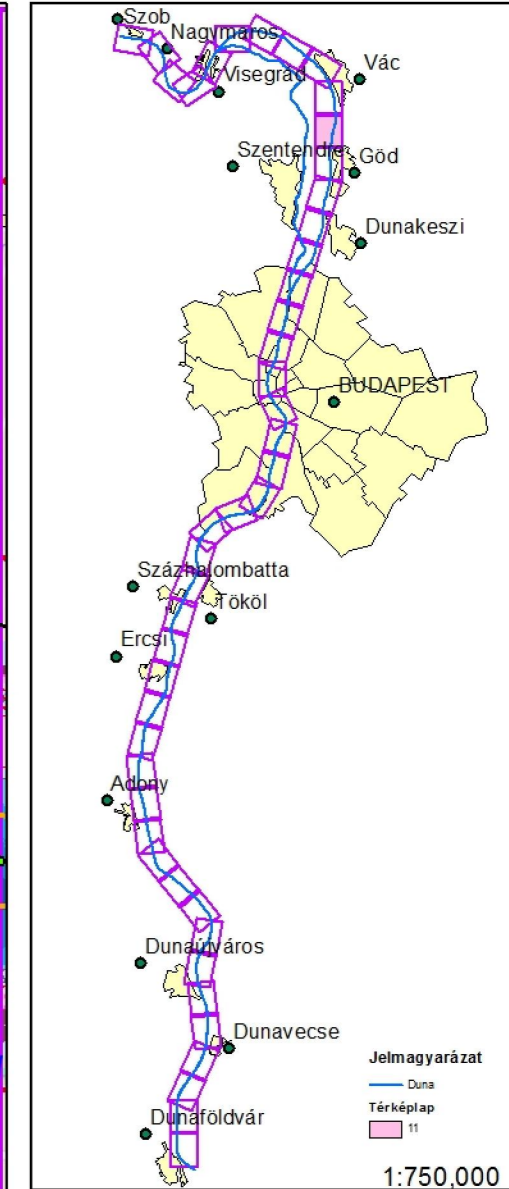 Szob
Nagymaros
Visegrád
Vác
Szentendre
Göd
Dunakeszi
BUDAPEST
Százhalombatta
Tököl
Ercsi
Adony
Dunaújváros
Dunavecse
Dunaföldvár
Jelmagyarázat
Duna
Térképlap
11
1:750,000